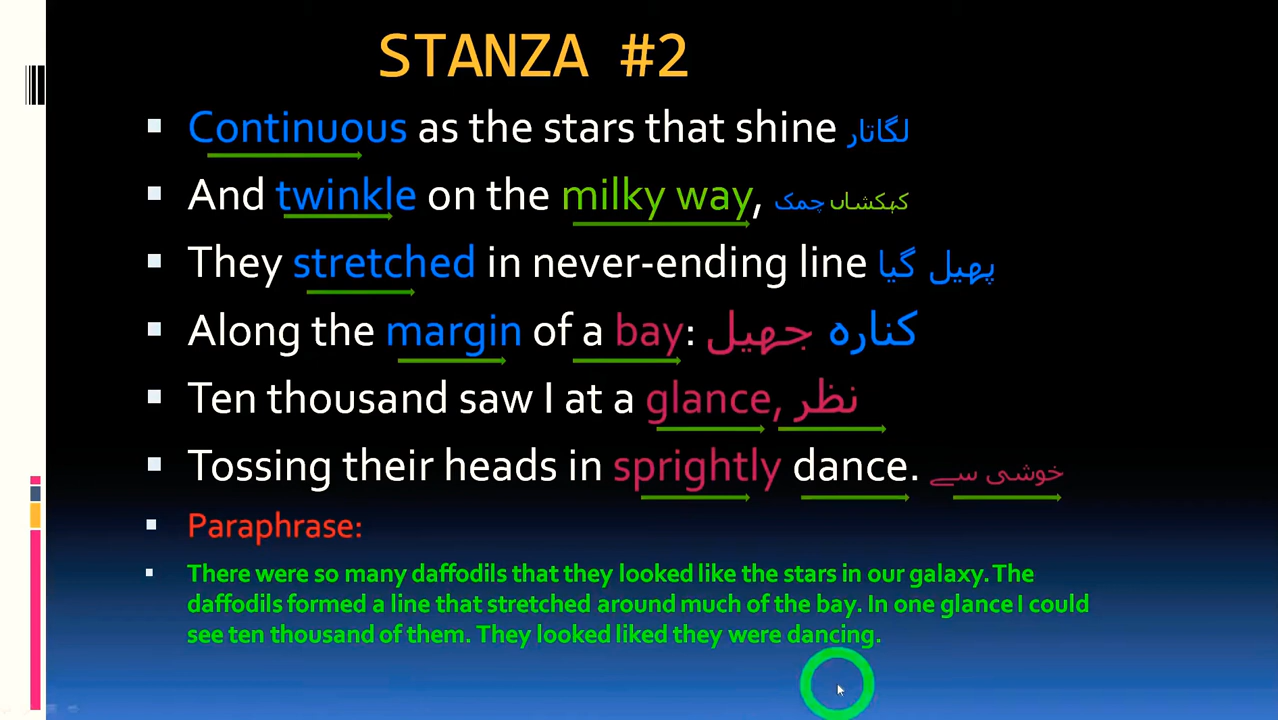 STANZA #2
Continuous as the stars that shine لگاتار
And twinkle on the milky way, چمک کہکشاں
They stretched in never-ending line پھیل گیا
Along the margin of a bay: جھیل کنارہ
Ten thousand saw I at a glance, نظر
Tossing their heads in sprightly dance. خوشی سے
Paraphrase:
There were so many daffodils that they looked like the stars in our galaxy. The
daffodils formed a line that stretched around much of the bay. In one glance I could
see ten thousand of them. They looked liked they were dancing.